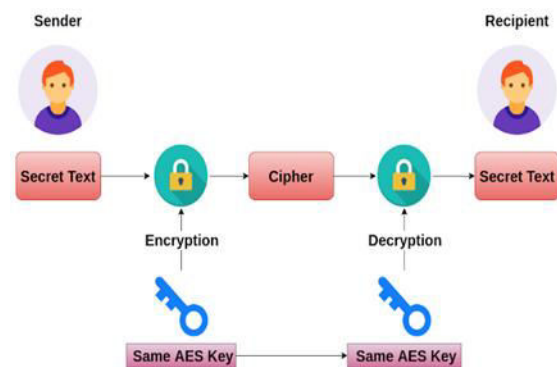 Sender
Recipient
Secret Text
Cipher
Secret Text
Encryption
Decryption
Same AES Key
Same AES Key